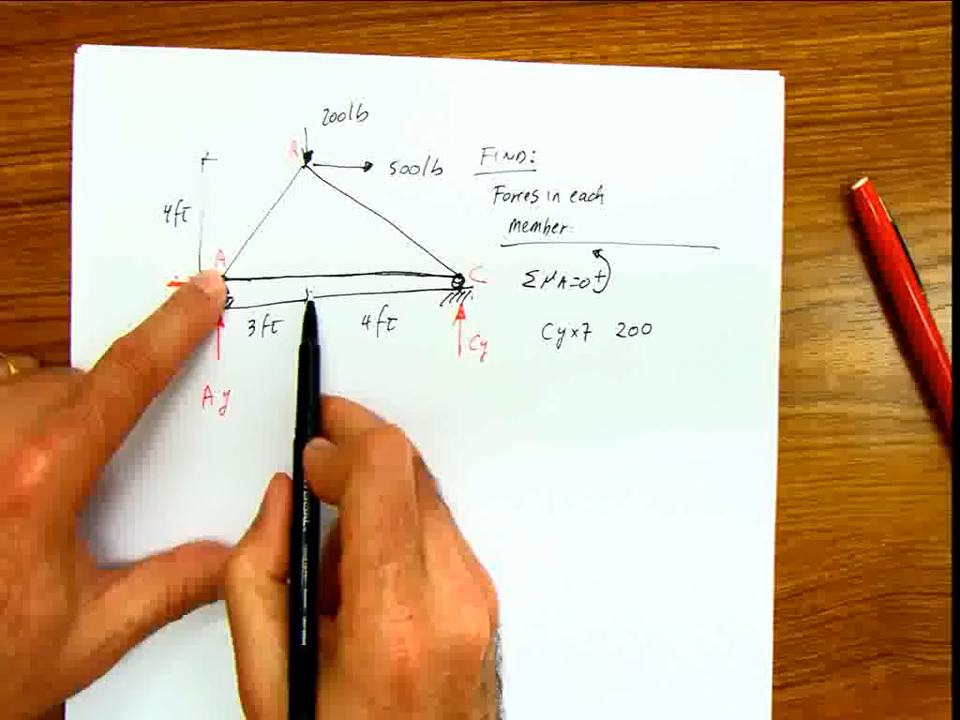 200lb
B
500lb
FIND:
Forces in each
member.
4ft
A
C
ΣMA=0+
3ft
4ft
Cy
Cy×7 200
Ay